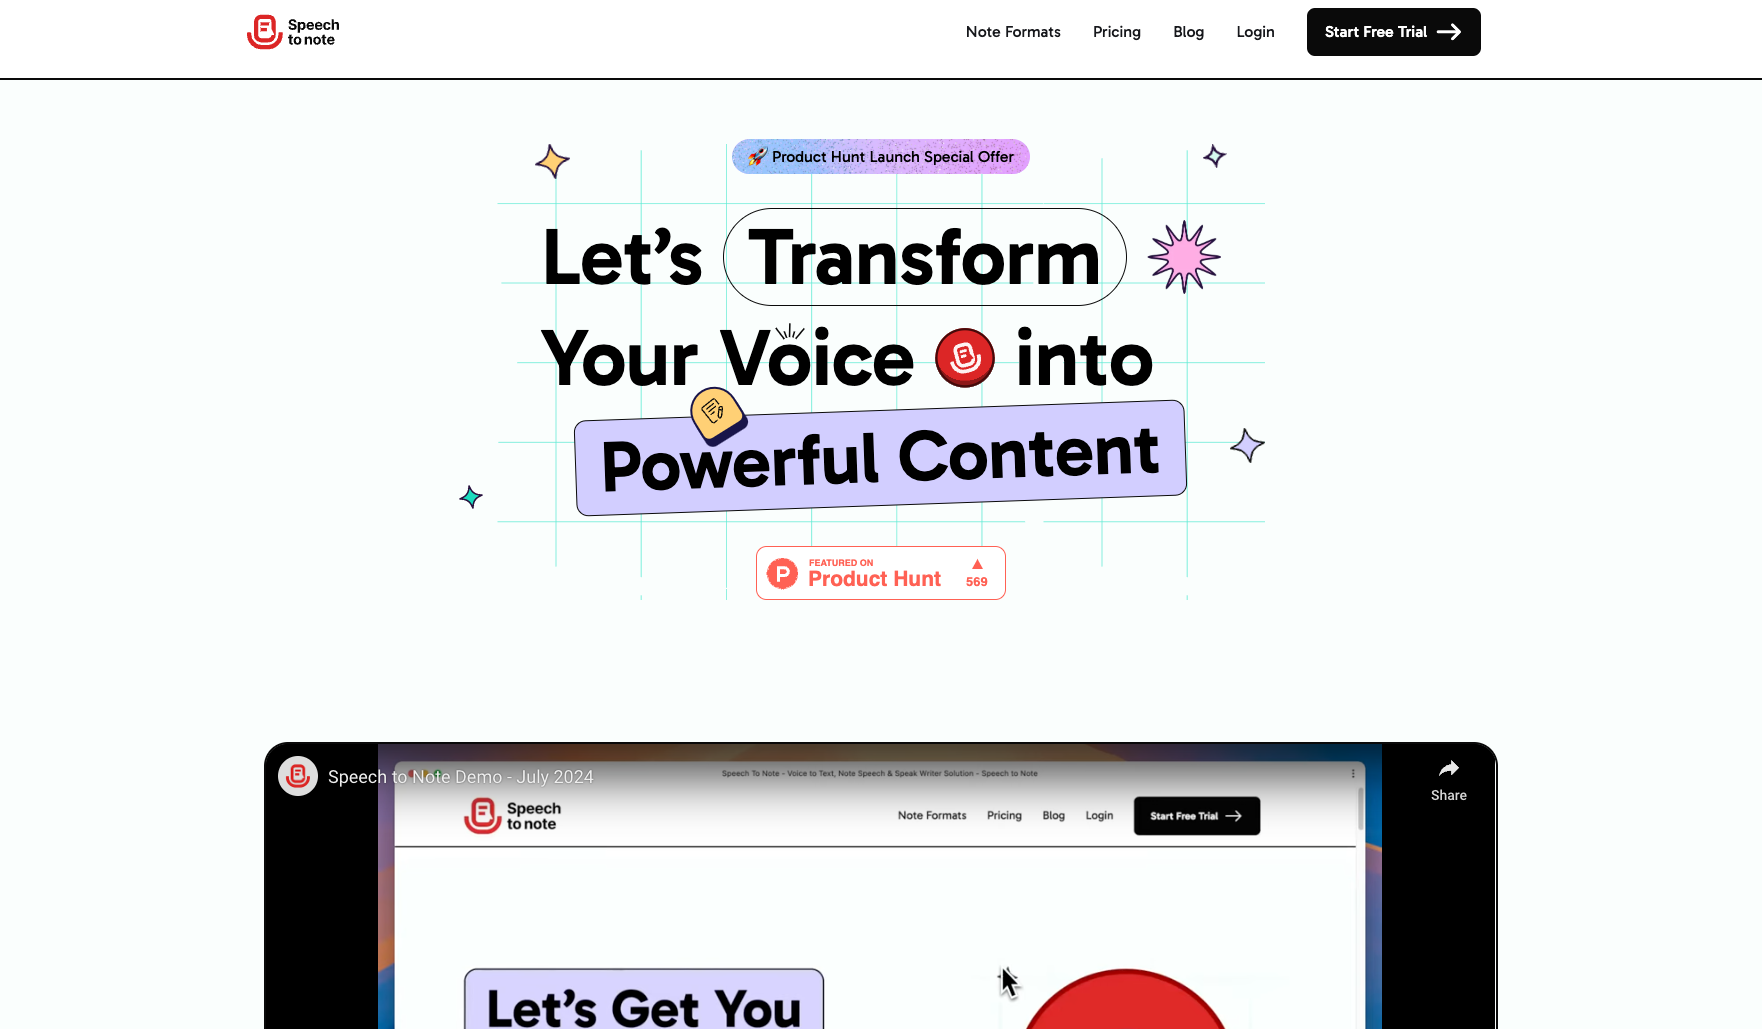 Speech
to note
Note Formats
Pricing
Blog
Login
Start Free Trial
Product Hunt Launch Special Offer
Let's Transform
Your Voice into
Powerful Content
P
FEATURED ON
Product Hunt
569
Speech to Note Demo - July 2024
Speech To Note - Voice to Text, Note Speech & Speak Writer Solution - Speech to Note
Share
Speech
to note
Note Formats
Pricing
Blog
Login
Start Free Trial
Let's Get You